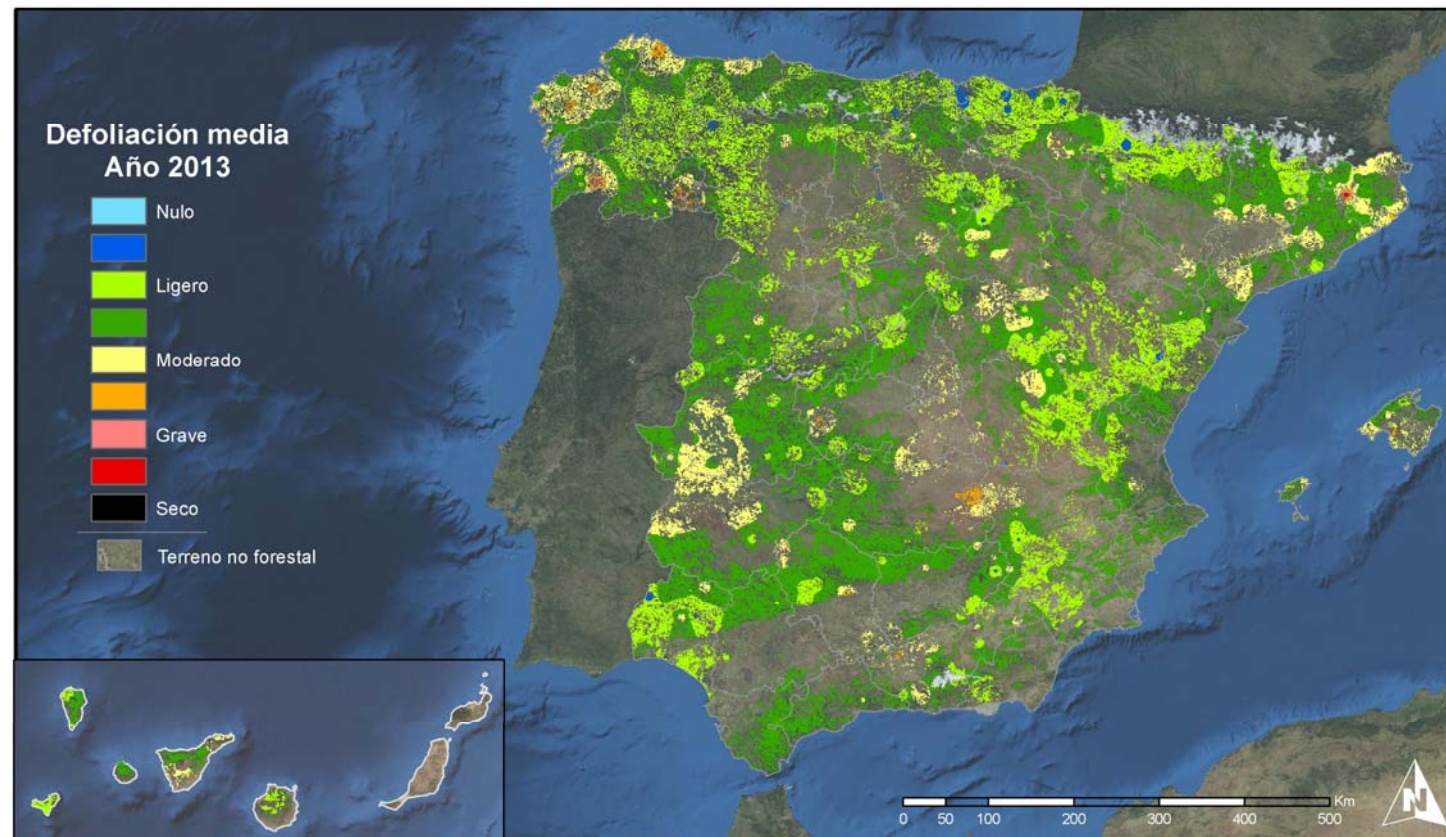 Defoliación media
Año 2013
Nulo
Ligero
Moderado
Grave
Seco
Terreno no forestal
Km
0 50 100 200 300 400 500
N